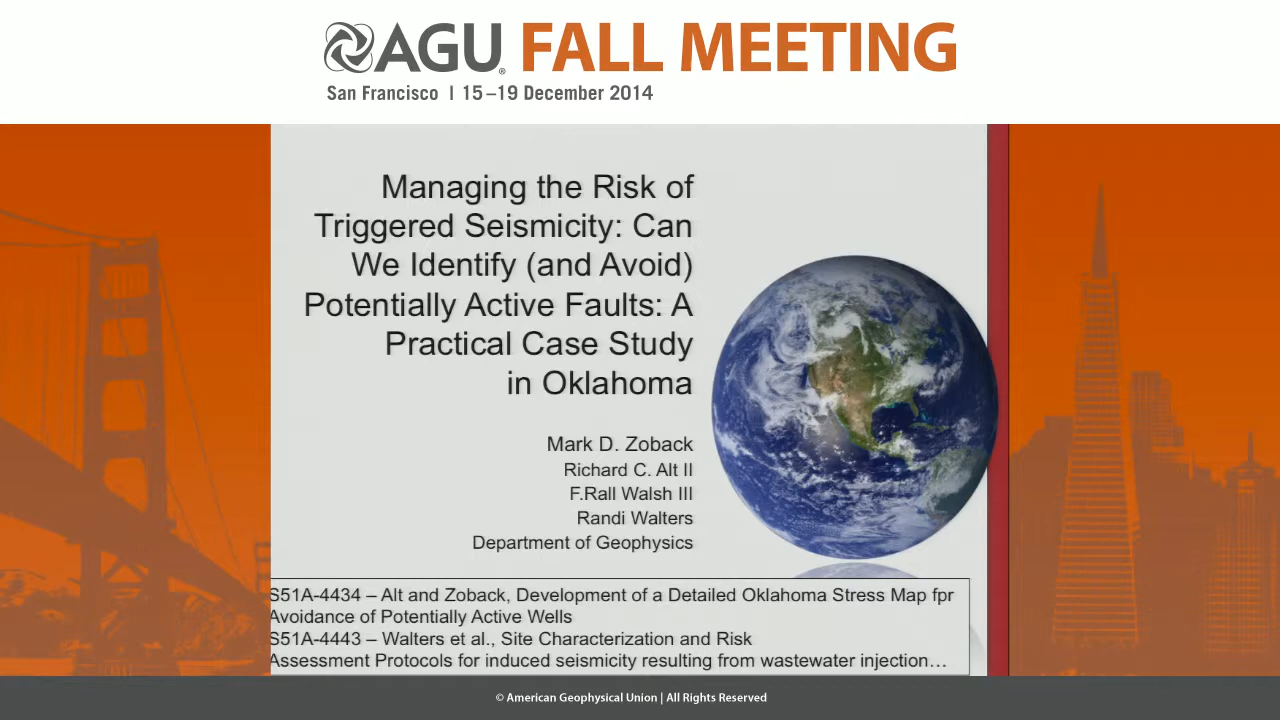 AGU FALL MEETING
San Francisco | 15–19 December 2014
Managing the Risk of
Triggered Seismicity: Can
We Identify (and Avoid)
Potentially Active Faults: A
Practical Case Study
in Oklahoma
Mark D. Zoback
Richard C. Alt II
F.Rall Walsh III
Randi Walters
Department of Geophysics
S51A-4434 – Alt and Zoback, Development of a Detailed Oklahoma Stress Map fpr
Avoidance of Potentially Active Wells
S51A-4443 – Walters et al., Site Characterization and Risk
Assessment Protocols for induced seismicity resulting from wastewater injection…
© American Geophysical Union | All Rights Reserved